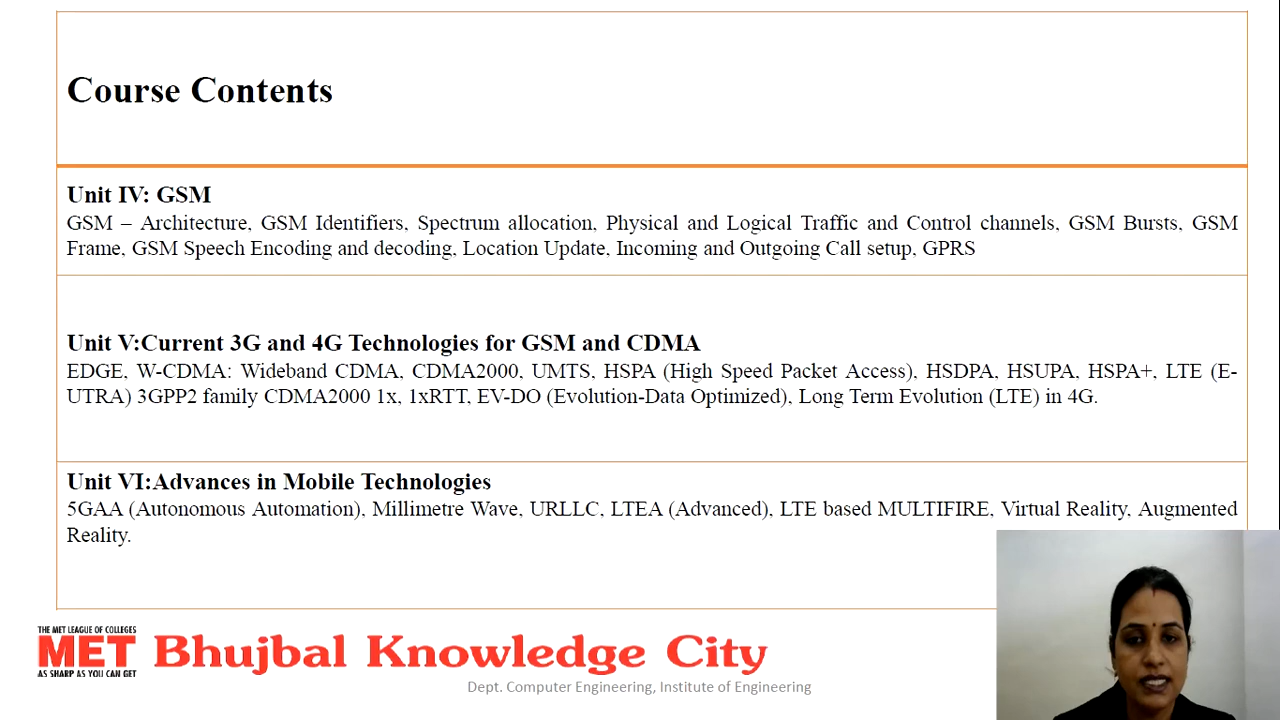 Course Contents
Unit IV: GSM
GSM – Architecture, GSM Identifiers, Spectrum allocation, Physical and Logical Traffic and Control channels, GSM Bursts, GSM
Frame, GSM Speech Encoding and decoding, Location Update, Incoming and Outgoing Call setup, GPRS
Unit V:Current 3G and 4G Technologies for GSM and CDMA
EDGE, W-CDMA: Wideband CDMA, CDMA2000, UMTS, HSPA (High Speed Packet Access), HSDPA, HSUPA, HSPA+, LTE (E-
UTRA) 3GPP2 family CDMA2000 1x, 1xRTT, EV-DO (Evolution-Data Optimized), Long Term Evolution (LTE) in 4G.
Unit VI:Advances in Mobile Technologies
5GAA (Autonomous Automation), Millimetre Wave, URLLC, LTEA (Advanced), LTE based MULTIFIRE, Virtual Reality, Augmented
Reality.
THE MET LEAGUE OF COLLEGES
MET Bhujbal Knowledge City
AS SHARP AS YOU CAN GET
Dept. Computer Engineering, Institute of Engineering